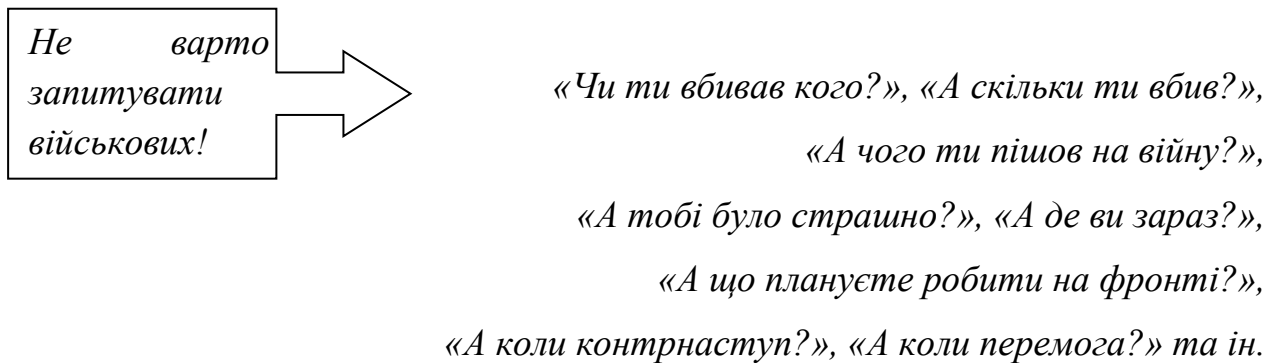 Не варто
запитувати
військових!
«Чи ти вбивав кого?», «А скільки ти вбив?»,
«А чого ти пішов на війну?»,
«А тобі було страшно?», «А де ви зараз?»,
«А що плануєте робити на фронті?»,
«А коли контрнаступ?», «А коли перемога?» та ін.